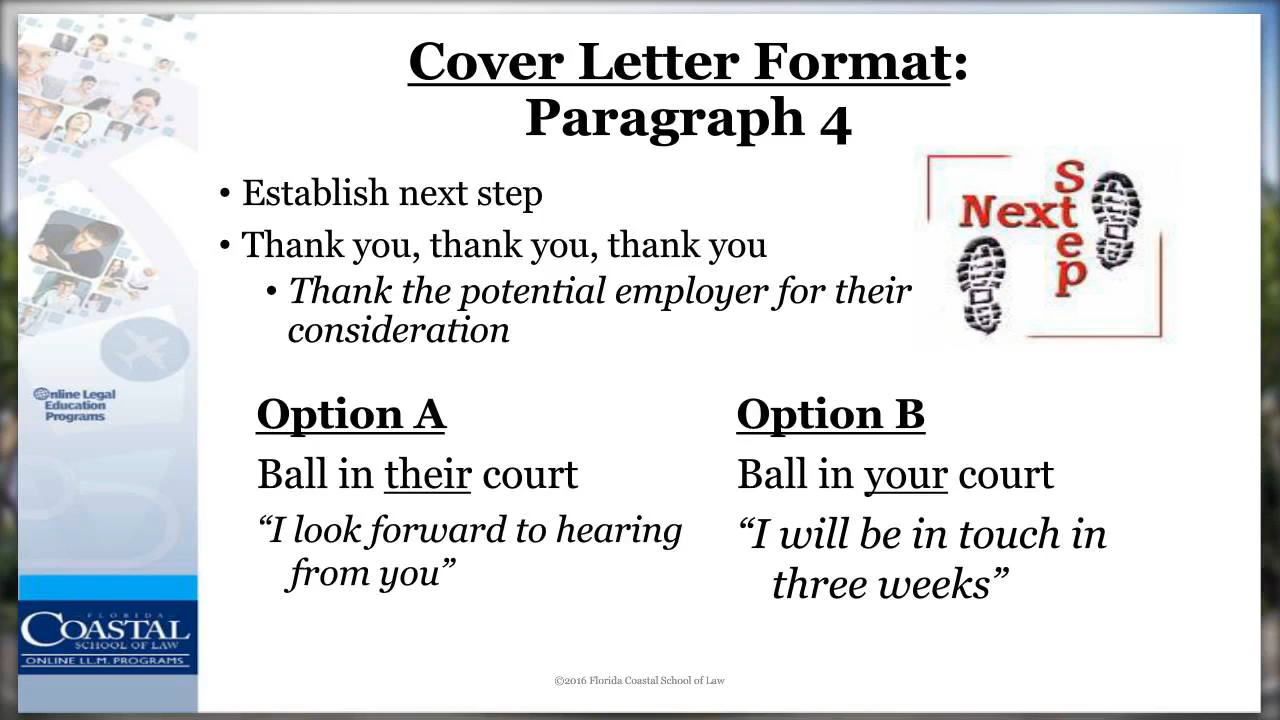 Cover Letter Format:
Paragraph 4
• Establish next step
• Thank you, thank you, thank you
• Thank the potential employer for their
consideration
Next
Step
Option A
Ball in their court
“I look forward to hearing
from you”
Option B
Ball in your court
“I will be in touch in
three weeks”
Online Legal
Education
Programs
FLORIDA
COASTAL
SCHOOL OF LAW
ONLINE LL.M. PROGRAMS
©2016 Florida Coastal School of Law